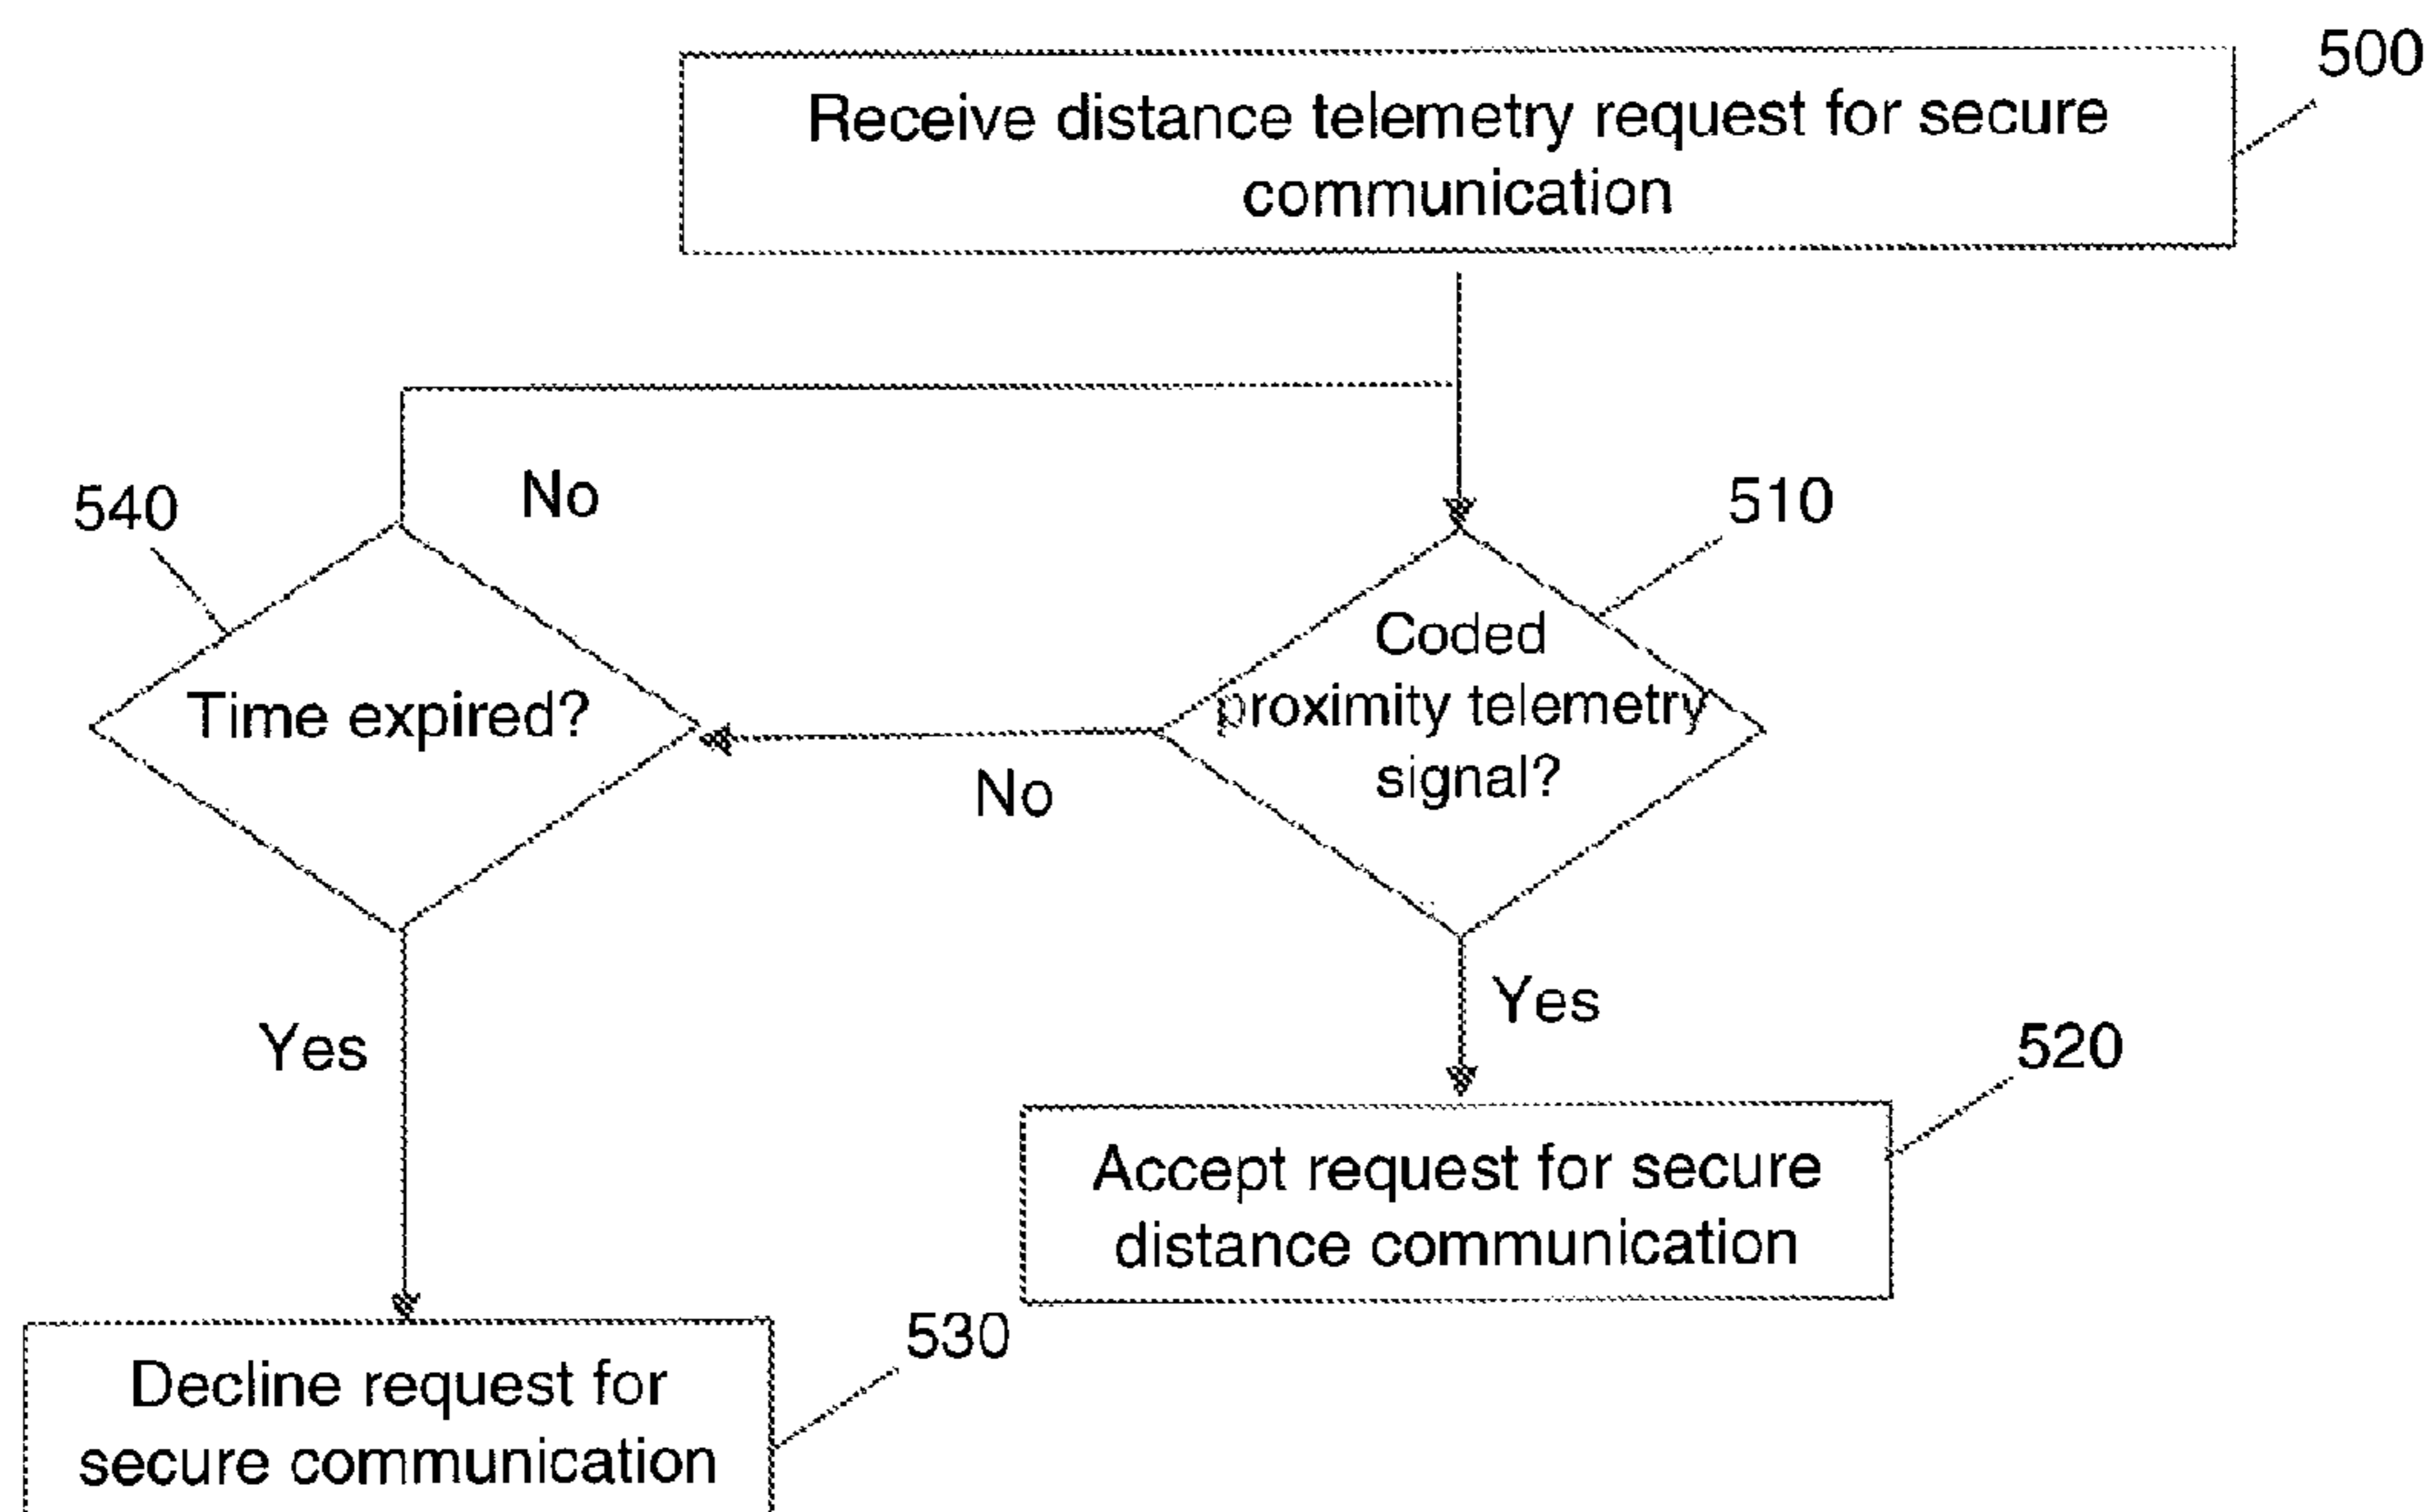 500
Receive distance telemetry request for secure
communication
No
540
510
Coded
proximity telemetry
signal?
Time expired?
No
Yes
Yes
520
Accept request for secure
distance communication
530
Decline request for
secure communication